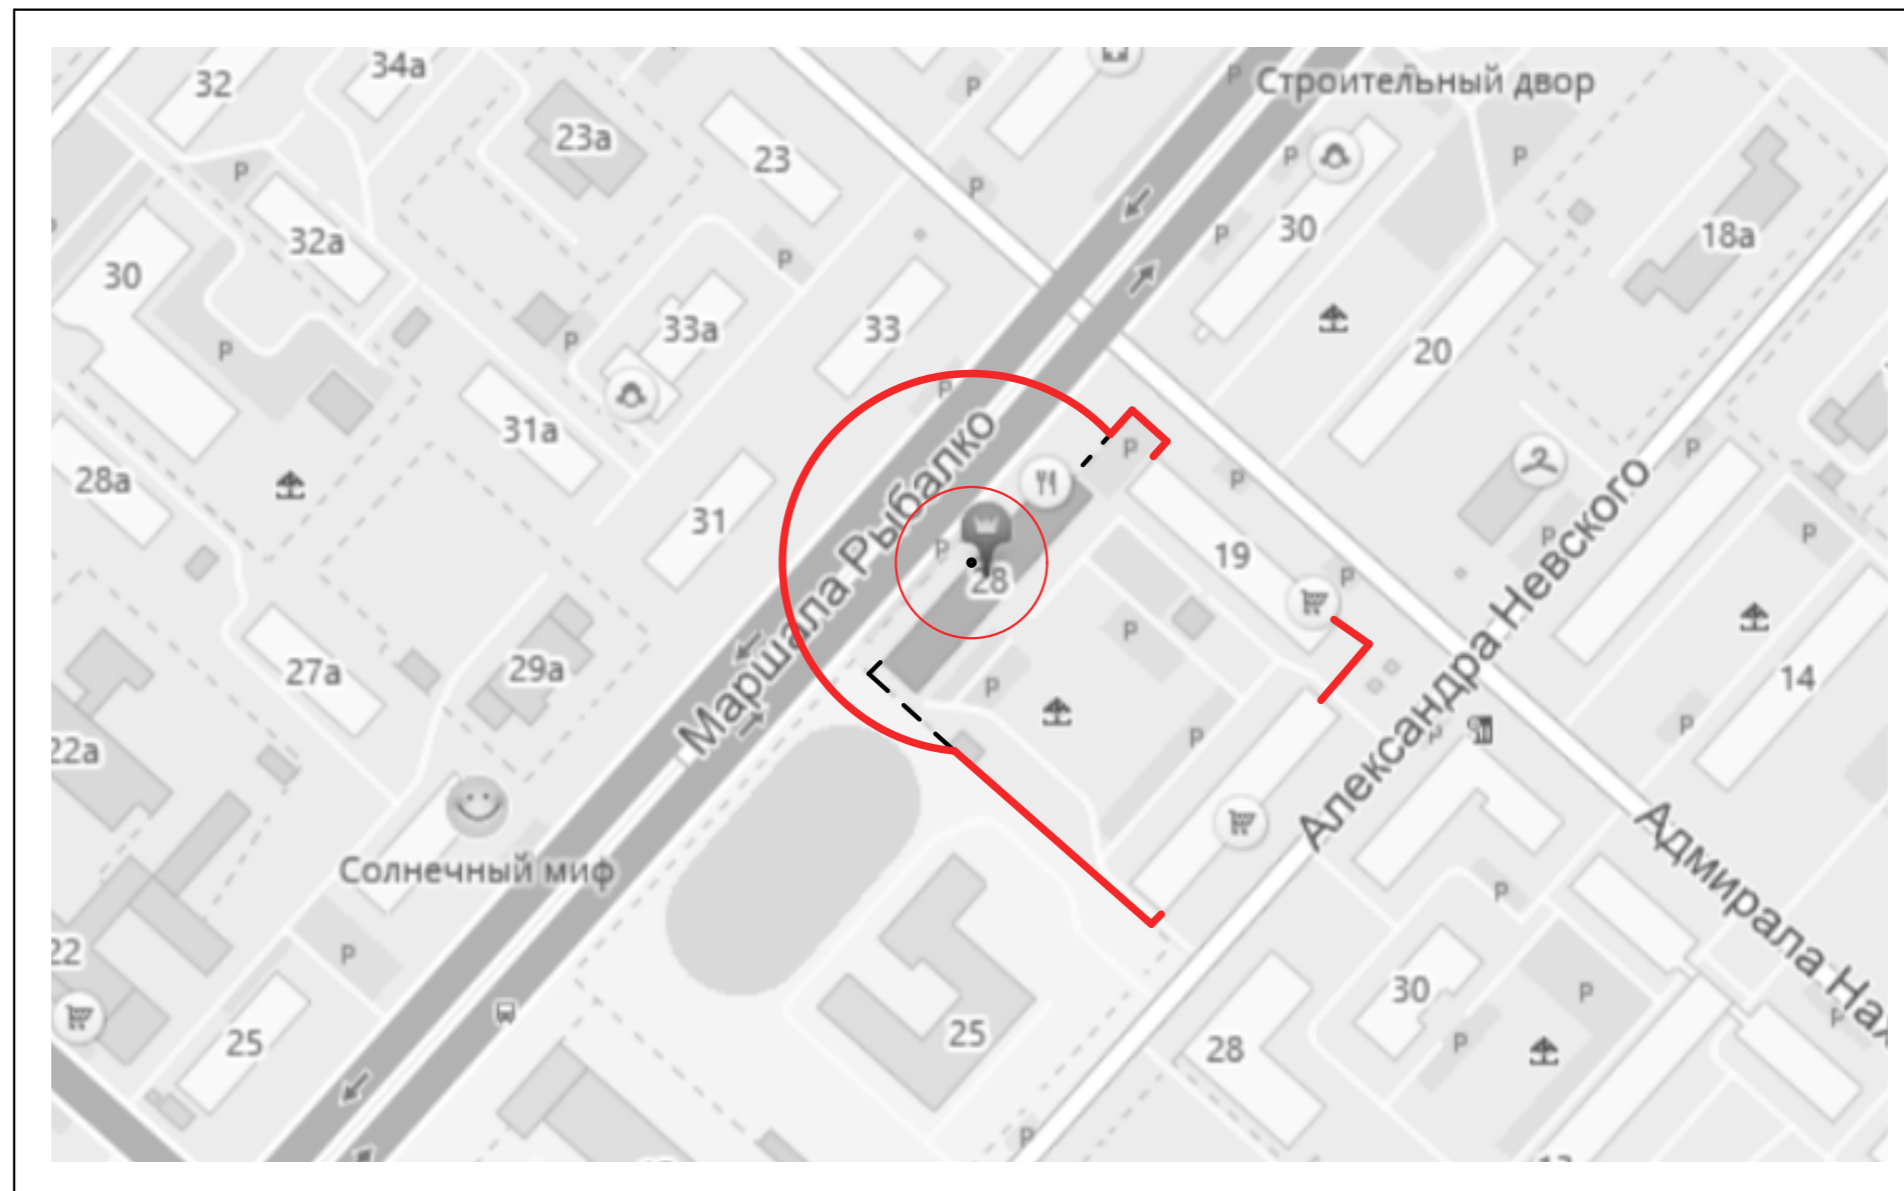 32
34а
Строительный двор
P
23а
23
P
P
P
P
P
P
30
18а
32а
P
P
30
33а
33
20
P
P
P
31а
P
P
P
28а
31
Маршала Рыбалко
P
19
P
P
28
P
P
27а
29а
P
Александра Невского
14
P
P
P
22а
Солнечный миф
P
Адмирала Нах
22
P
P
30
P
25
25
28
P
P